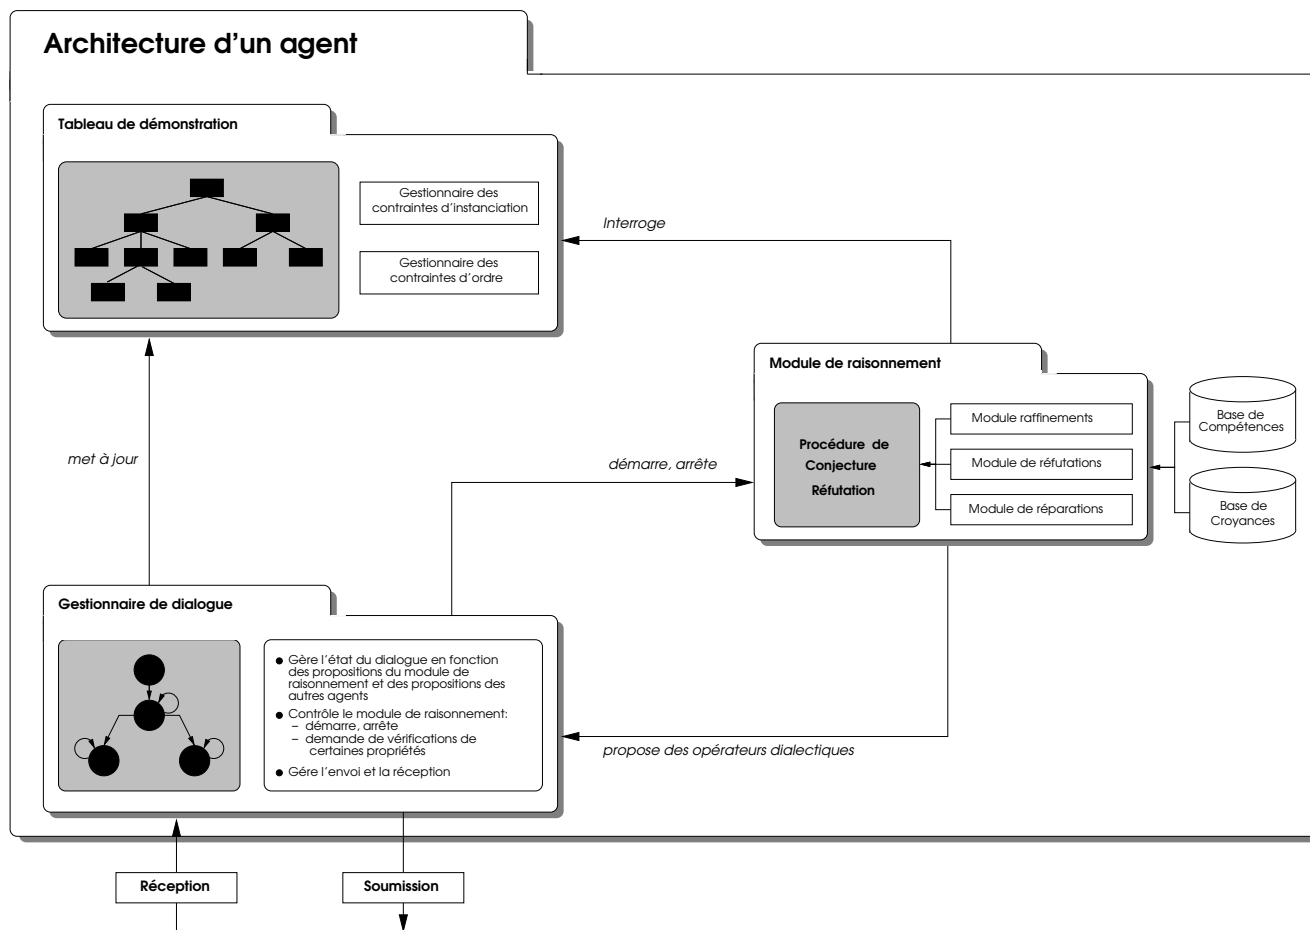 Architecture d'un agent
Tableau de démonstration
Gestionnaire des
contraintes d'instanciation
Gestionnaire des
contraintes d'ordre
Interroge
Module de raisonnement
Procédure de
Conjecture
Réfutation
Module raffinements
Module de réfutations
Module de réparations
Base de
Compétences
Base de
Croyances
met à jour
démarre, arrête
Gestionnaire de dialogue
● Gère l'état du dialogue en fonction
des propositions du module de
raisonnement et des propositions des
autres agents
● Contrôle le module de raisonnement:
– démarre, arrête
– demande de vérifications de
certaines propriétés
● Gére l'envoi et la réception
propose des opérateurs dialectiques
Réception
Soumission